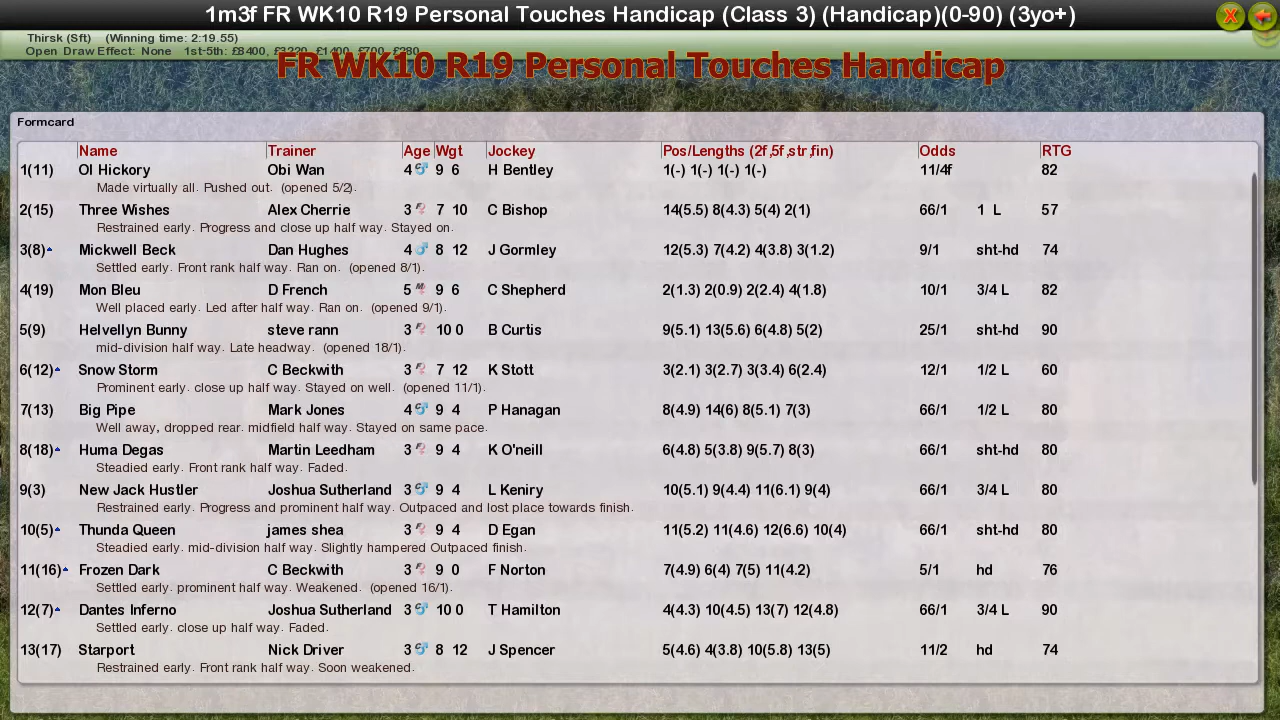 1m3f FR WK10 R19 Personal Touches Handicap (Class 3) (Handicap)(0-90) (3yo+)
Thirsk (Sft) (Winning time: 2:19.55)
Open Draw Effect: None 1st-5th: £8400, £3220, £1400, £700, £280
FR WK10 R19 Personal Touches Handicap
Formcard
Name Trainer Age Wgt Jockey Pos/Lengths (2f,5f,str,fin) Odds RTG
1(11) Ol Hickory Obi Wan 4 9 6 H Bentley 1(-) 1(-) 1(-) 1(-) 11/4f 82
Made virtually all. Pushed out. (opened 5/2).
2(15) Three Wishes Alex Cherrie 3 7 10 C Bishop 14(5.5) 8(4.3) 5(4) 2(1) 66/1 1 L 57
Restrained early. Progress and close up half way. Stayed on.
3(8) Mickwell Beck Dan Hughes 4 8 12 J Gormley 12(5.3) 7(4.2) 4(3.8) 3(1.2) 9/1 sht-hd 74
Settled early. Front rank half way. Ran on. (opened 8/1).
4(19) Mon Bleu D French 5 9 6 C Shepherd 2(1.3) 2(0.9) 2(2.4) 4(1.8) 10/1 3/4 L 82
Well placed early. Led after half way. Ran on. (opened 9/1).
5(9) Helvellyn Bunny steve rann 3 10 0 B Curtis 9(5.1) 13(5.6) 6(4.8) 5(2) 25/1 sht-hd 90
mid-division half way. Late headway. (opened 18/1).
6(12) Snow Storm C Beckwith 3 7 12 K Stott 3(2.1) 3(2.7) 3(3.4) 6(2.4) 12/1 1/2 L 60
Prominent early. close up half way. Stayed on well. (opened 11/1).
7(13) Big Pipe Mark Jones 4 9 4 P Hanagan 8(4.9) 14(6) 8(5.1) 7(3) 66/1 1/2 L 80
Well away, dropped rear. midfield half way. Stayed on same pace.
8(18) Huma Degas Martin Leedham 3 9 4 K O'neill 6(4.8) 5(3.8) 9(5.7) 8(3) 66/1 sht-hd 80
Steadied early. Front rank half way. Faded.
9(3) New Jack Hustler Joshua Sutherland 3 9 4 L Keniry 10(5.1) 9(4.4) 11(6.1) 9(4) 66/1 3/4 L 80
Restrained early. Progress and prominent half way. Outpaced and lost place towards finish.
10(5) Thunda Queen james shea 3 9 4 D Egan 11(5.2) 11(4.6) 12(6.6) 10(4) 66/1 sht-hd 80
Steadied early. mid-division half way. Slightly hampered Outpaced finish.
11(16) Frozen Dark C Beckwith 3 9 0 F Norton 7(4.9) 6(4) 7(5) 11(4.2) 5/1 hd 76
Settled early. prominent half way. Weakened. (opened 16/1).
12(7) Dantes Inferno Joshua Sutherland 3 10 0 T Hamilton 4(4.3) 10(4.5) 13(7) 12(4.8) 66/1 3/4 L 90
Settled early. close up half way. Faded.
13(17) Starport Nick Driver 3 8 12 J Spencer 5(4.6) 4(3.8) 10(5.8) 13(5) 11/2 hd 74
Restrained early. Front rank half way. Soon weakened.